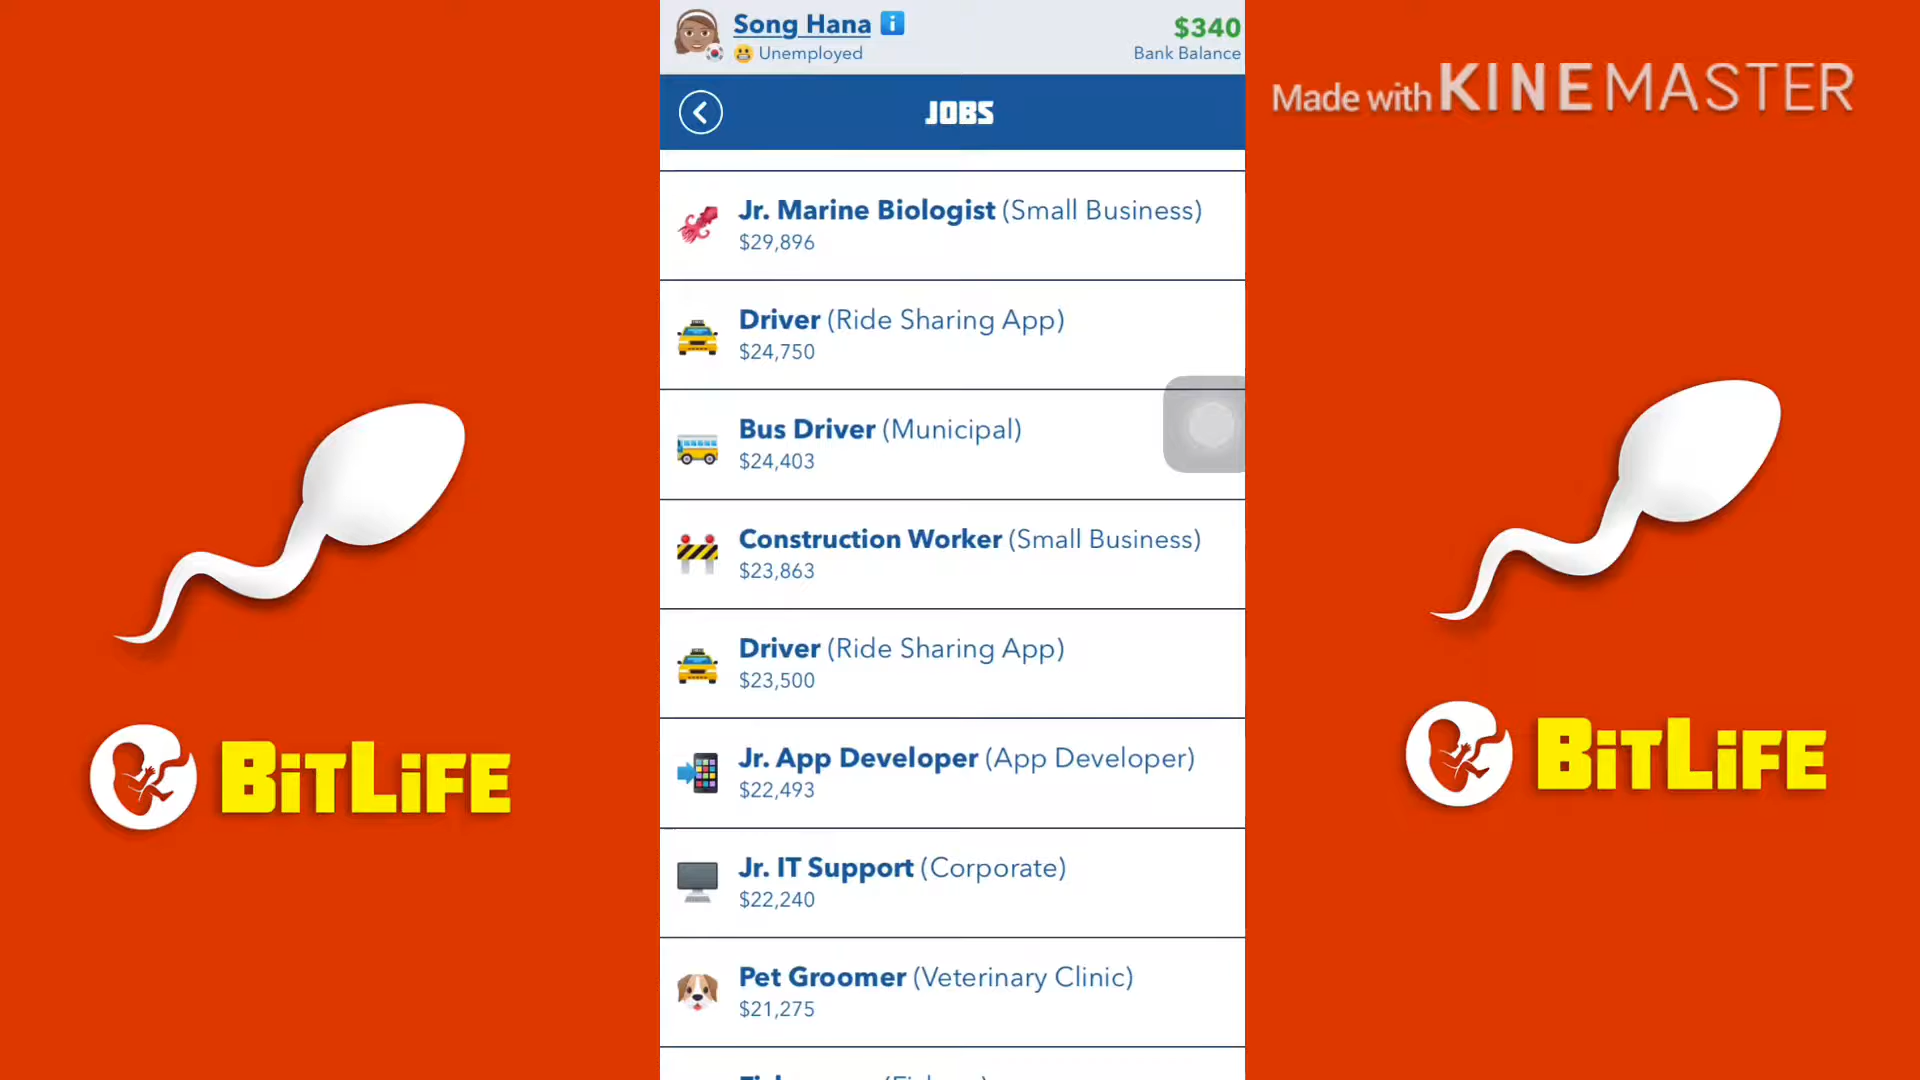 Song Hana
Unemployed
$340
Bank Balance
Made with KINEMASTER
JOBS
Jr. Marine Biologist (Small Business)
$29,896
Driver (Ride Sharing App)
$24,750
Bus Driver (Municipal)
$24,403
Construction Worker (Small Business)
$23,863
Driver (Ride Sharing App)
$23,500
Jr. App Developer (App Developer)
$22,493
Jr. IT Support (Corporate)
$22,240
Pet Groomer (Veterinary Clinic)
$21,275
BitLife
BitLife